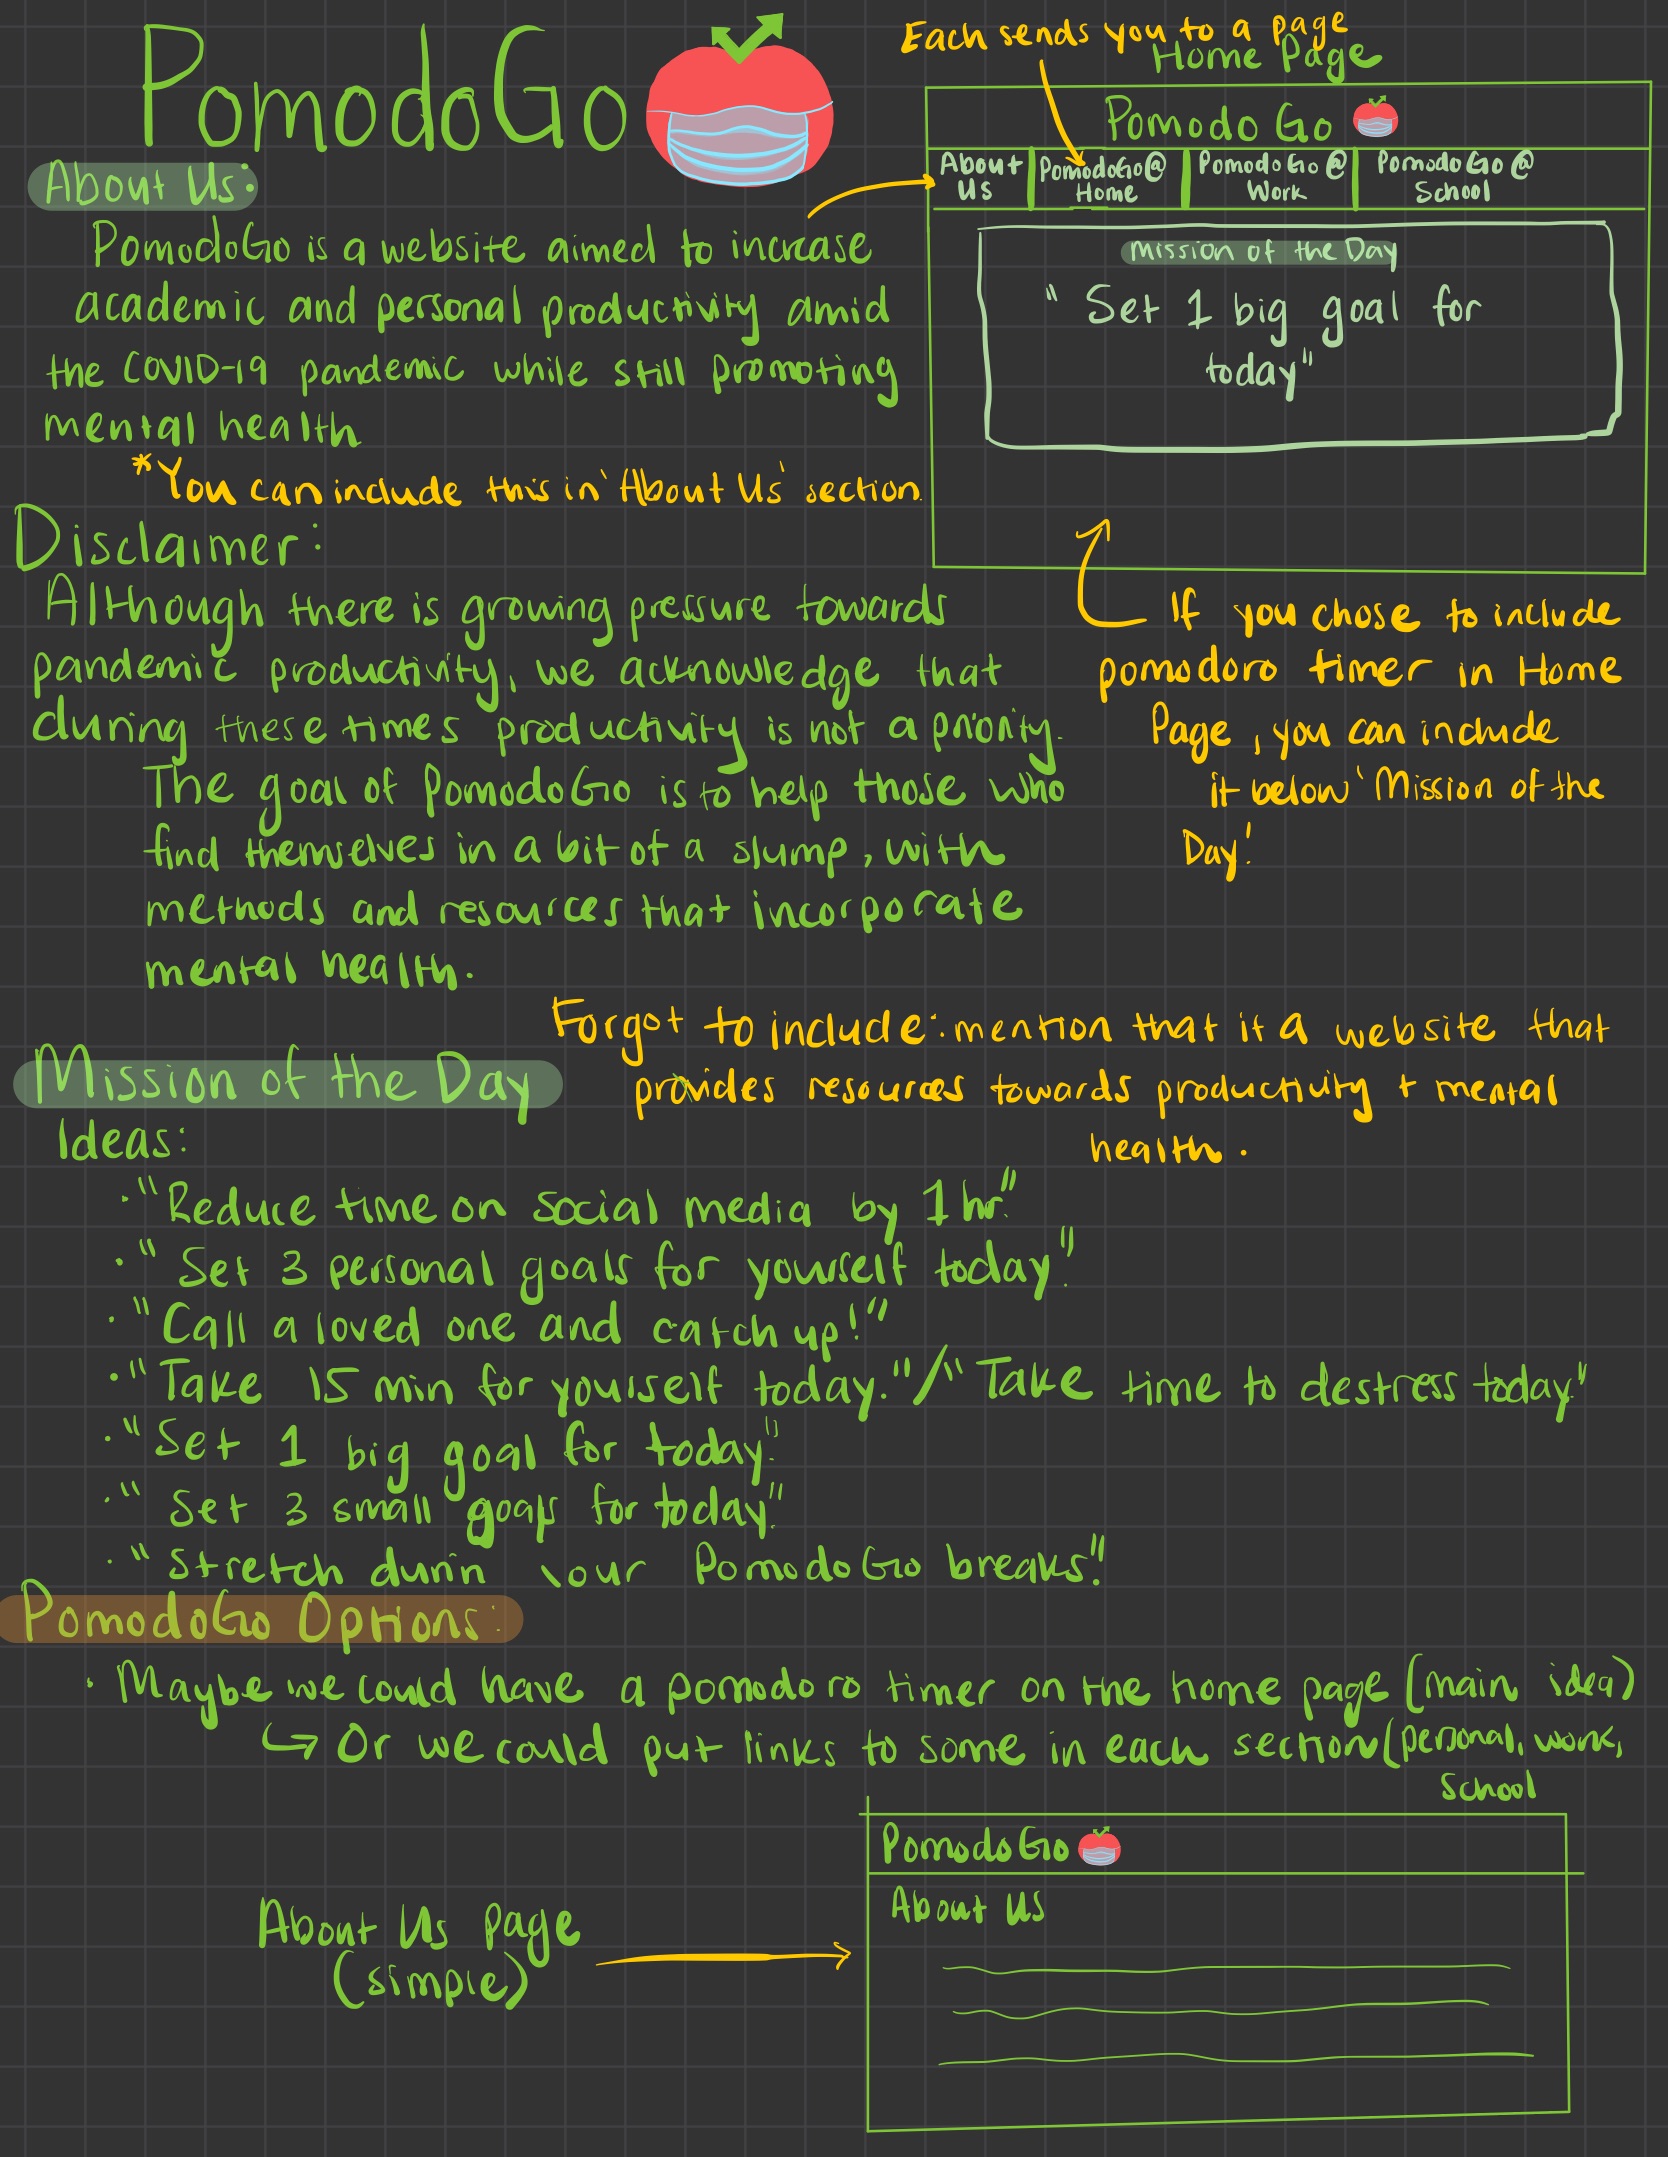 PomodoGo
About Us:
PomodoGo is a website aimed to increase
academic and personal productivity amid
the COVID-19 pandemic while still promoting
mental health
*You can include this in 'About Us' section.
Each sends you to a page
Home Page
Pomodo Go
About Us
PomodoGo@ Home
PomodoGo@ Work
PomodoGo@ School
Mission of the Day
"Set 1 big goal for
today"
If you chose to include
pomodoro timer in Home
Page, you can include
it below 'Mission of the
Day!
Disclaimer:
Although there is growing pressure towards
pandemic productivity, we acknowledge that
during these times productivity is not a priority.
The goal of PomodoGo is to help those who
find themselves in a bit of a slump, with
methods and resources that incorporate
mental health.
Forgot to include: mention that it a website that
provides resources towards productivity + mental
health.
Mission of the Day
Ideas:
· "Reduce time on social media by 1 hr."
· "Set 3 personal goals for yourself today."
· "Call a loved one and catch up!"
· "Take 15 min for yourself today."/"Take time to destress today."
· "Set 1 big goal for today."
· "Set 3 small goals for today."
· "Stretch durin our PomodoGo breaks!"
PomodoGo Options:
· Maybe we could have a pomodoro timer on the home page (main idea)
↪ Or we could put links to some in each section (personal, work,
school
PomodoGo
About Us
About Us Page
(simple)